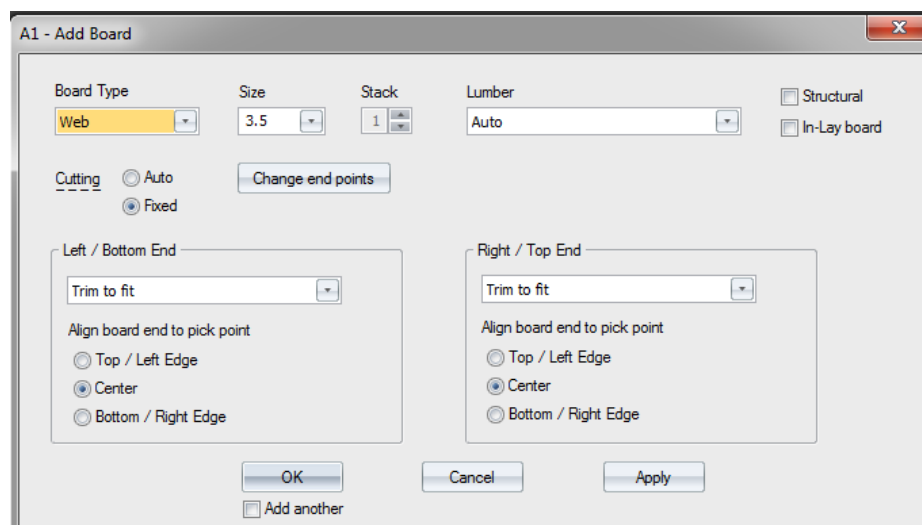 A1 - Add Board
Board Type Size Stack Lumber
Web 3.5 1 Auto
Structural
In-Lay board
Cutting Auto Change end points
Fixed
Left / Bottom End
Trim to fit
Align board end to pick point
Top / Left Edge
Center
Bottom / Right Edge
Right / Top End
Trim to fit
Align board end to pick point
Top / Left Edge
Center
Bottom / Right Edge
OK Cancel Apply
Add another